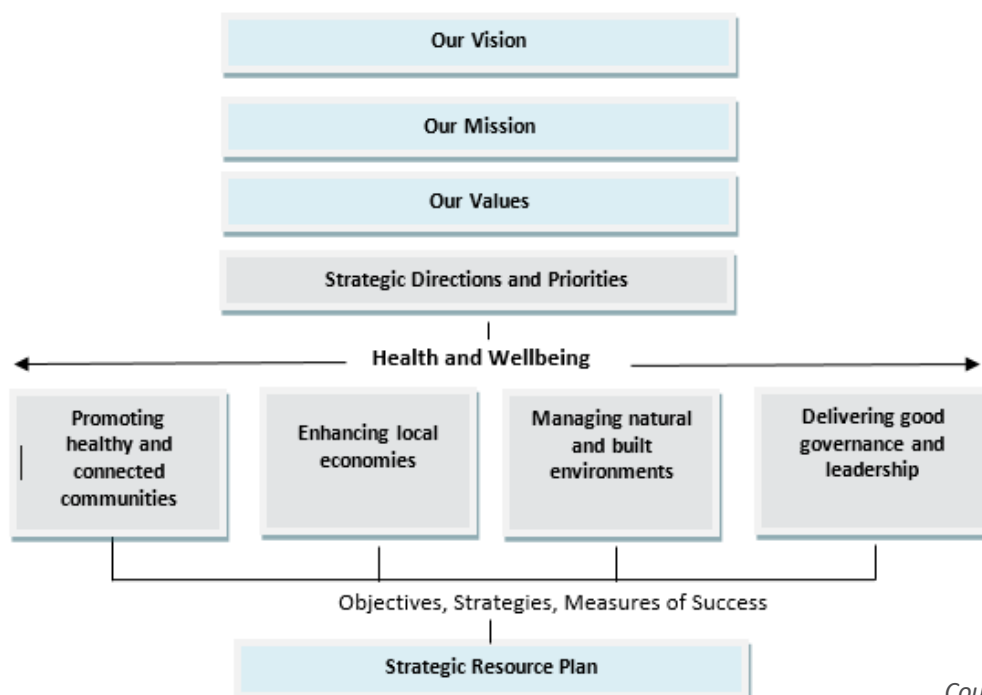 Our Vision
Our Mission
Our Values
Strategic Directions and Priorities
Health and Wellbeing
Promoting
healthy and
connected
communities
Enhancing local
economies
Managing natural
and built
environments
Delivering good
governance and
leadership
Objectives, Strategies, Measures of Success
Strategic Resource Plan